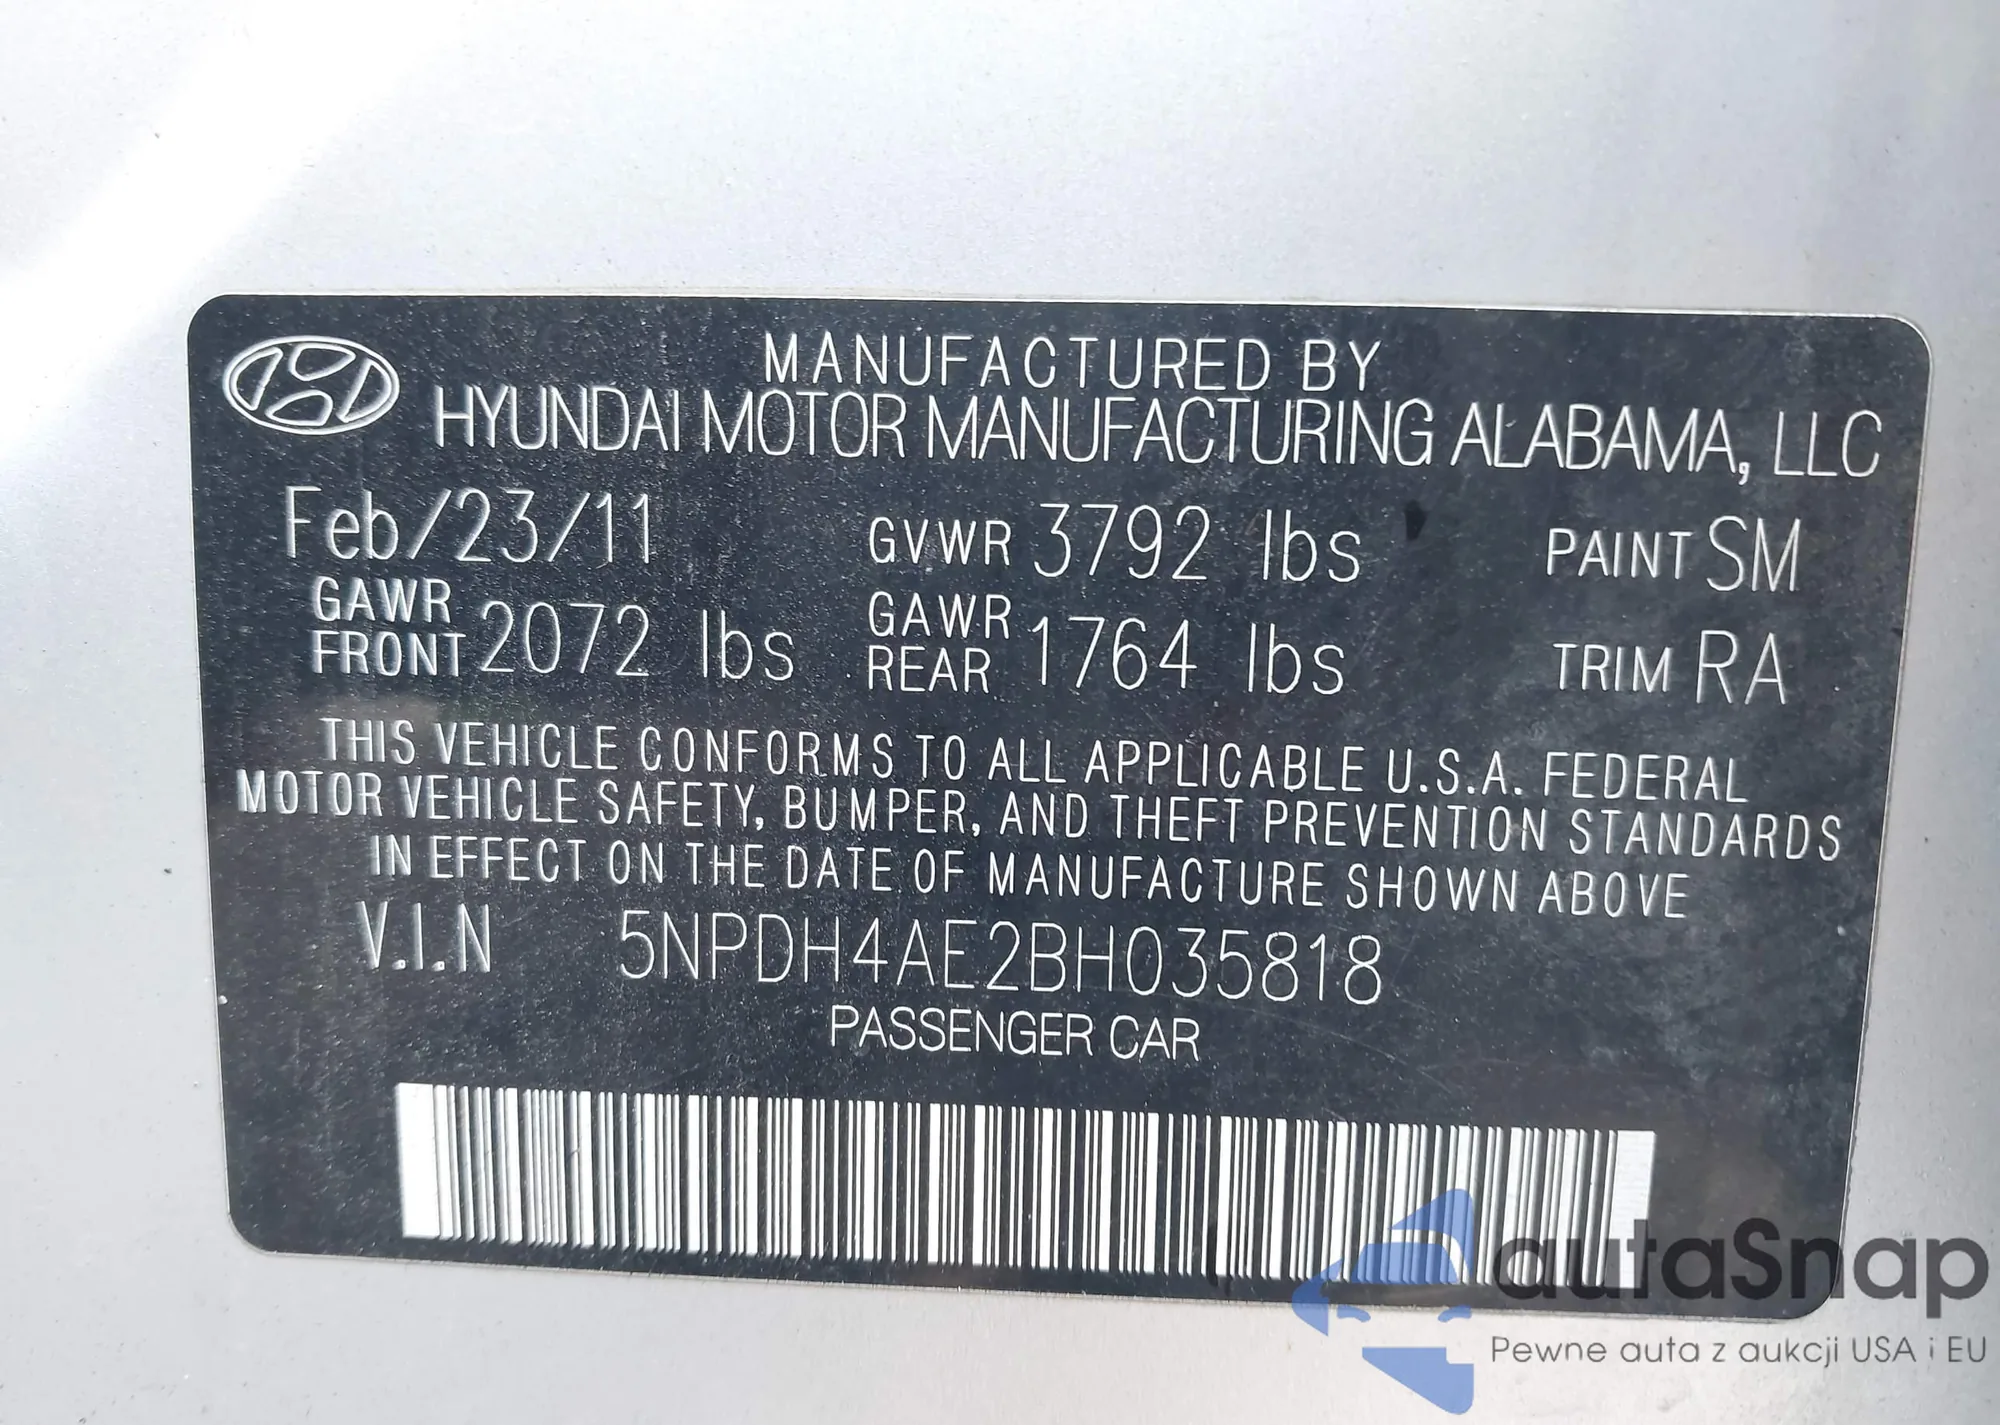 MANUFACTURED BY
HYUNDAI MOTOR MANUFACTURING ALABAMA, LLC
Feb/23/11 GVWR 3792 lbs PAINT SM
GAWR FRONT 2072 lbs GAWR REAR 1764 lbs TRIM RA
THIS VEHICLE CONFORMS TO ALL APPLICABLE U.S.A. FEDERAL
MOTOR VEHICLE SAFETY, BUMPER, AND THEFT PREVENTION STANDARDS
IN EFFECT ON THE DATE OF MANUFACTURE SHOWN ABOVE
V.I.N 5NPDH4AE2BH035818
PASSENGER CAR
autaSnap
Pewne auta z aukcji USA i EU